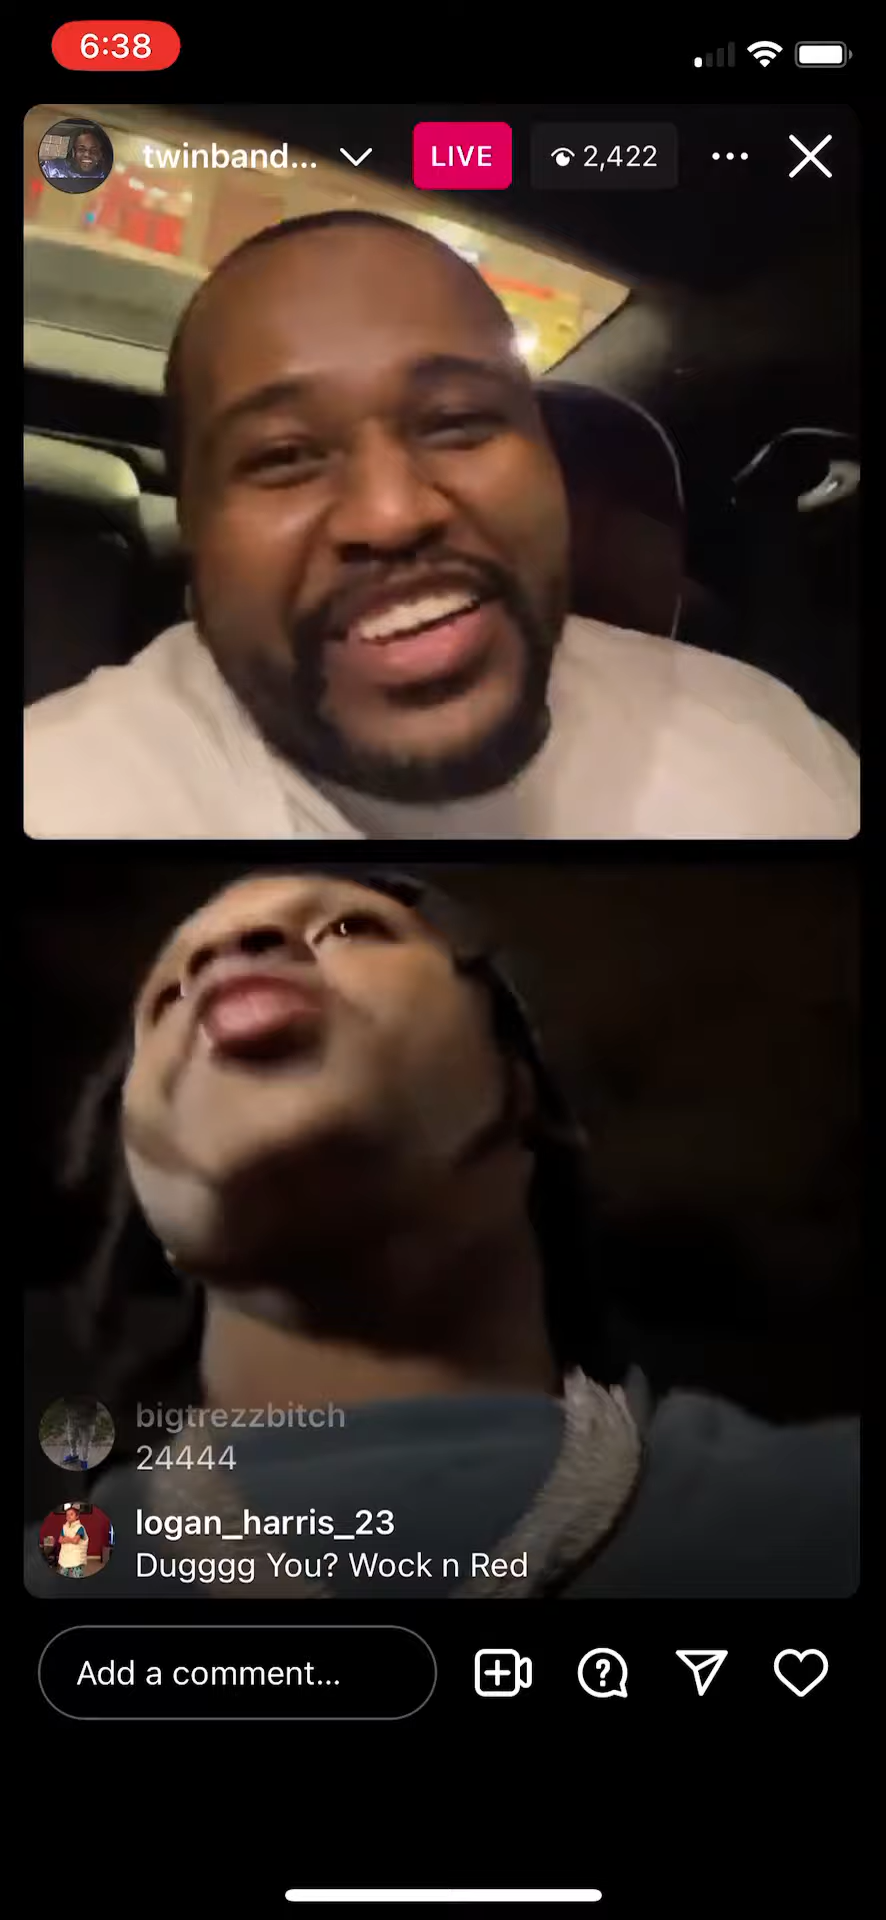 6:38
twinband...
LIVE
2,422
bigtrezzbitch
24444
logan_harris_23
Dugggg You? Wock n Red
Add a comment...